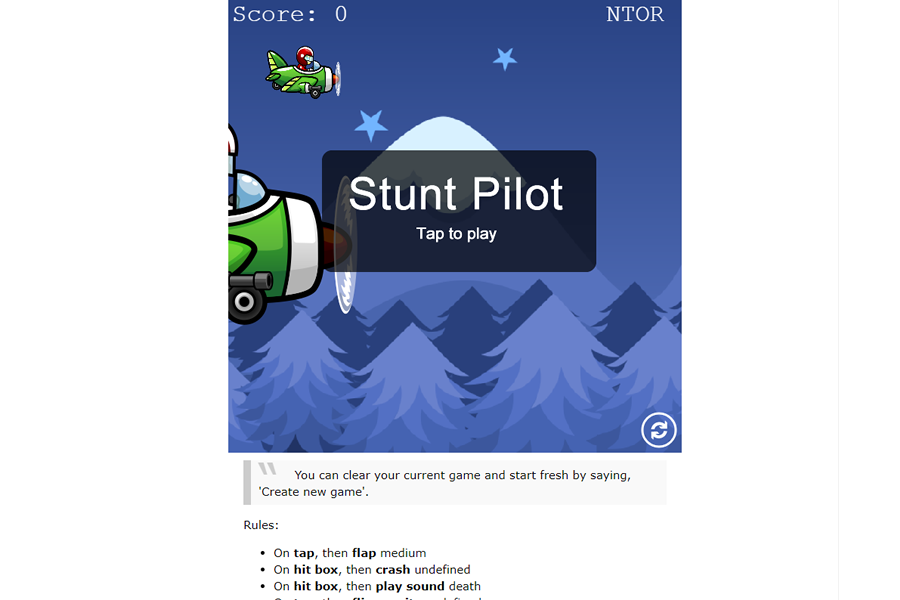 Score: 0
NTOR
Stunt Pilot
Tap to play
You can clear your current game and start fresh by saying,
'Create new game'.
Rules:
On tap, then flap medium
On hit box, then crash undefined
On hit box, then play sound death